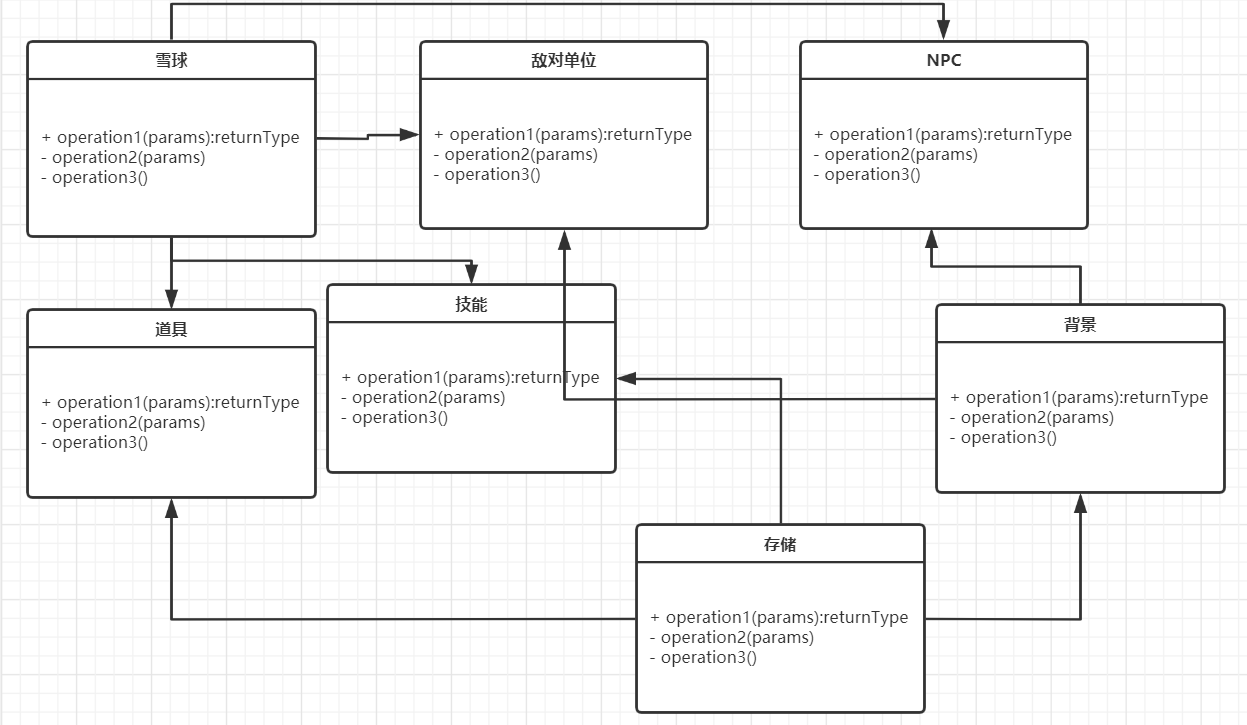 雪球
+ operation1(params):returnType
- operation2(params)
- operation3()
敌对单位
+ operation1(params):returnType
- operation2(params)
- operation3()
NPC
+ operation1(params):returnType
- operation2(params)
- operation3()
道具
+ operation1(params):returnType
- operation2(params)
- operation3()
技能
+ operation1(params):returnType
- operation2(params)
- operation3()
背景
+ operation1(params):returnType
- operation2(params)
- operation3()
存储
+ operation1(params):returnType
- operation2(params)
- operation3()